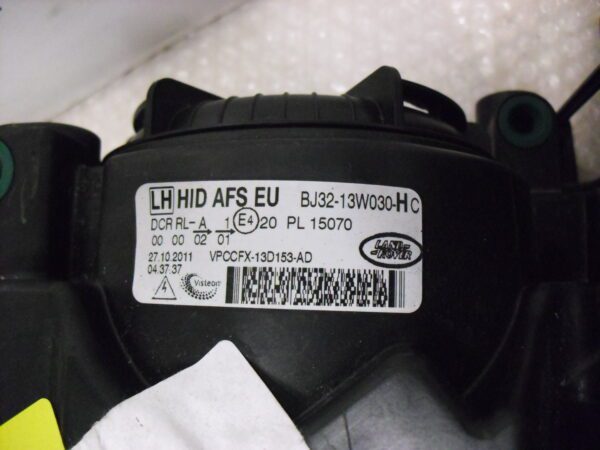 LH HID AFS EU BJ32-13W030-H C
DCR RL-A 1 E4 20 PL 15070
00 00 02 01
27.10.2011 VPCCFX-13D153-AD
04.37.37
LAND-ROVER
Visteon